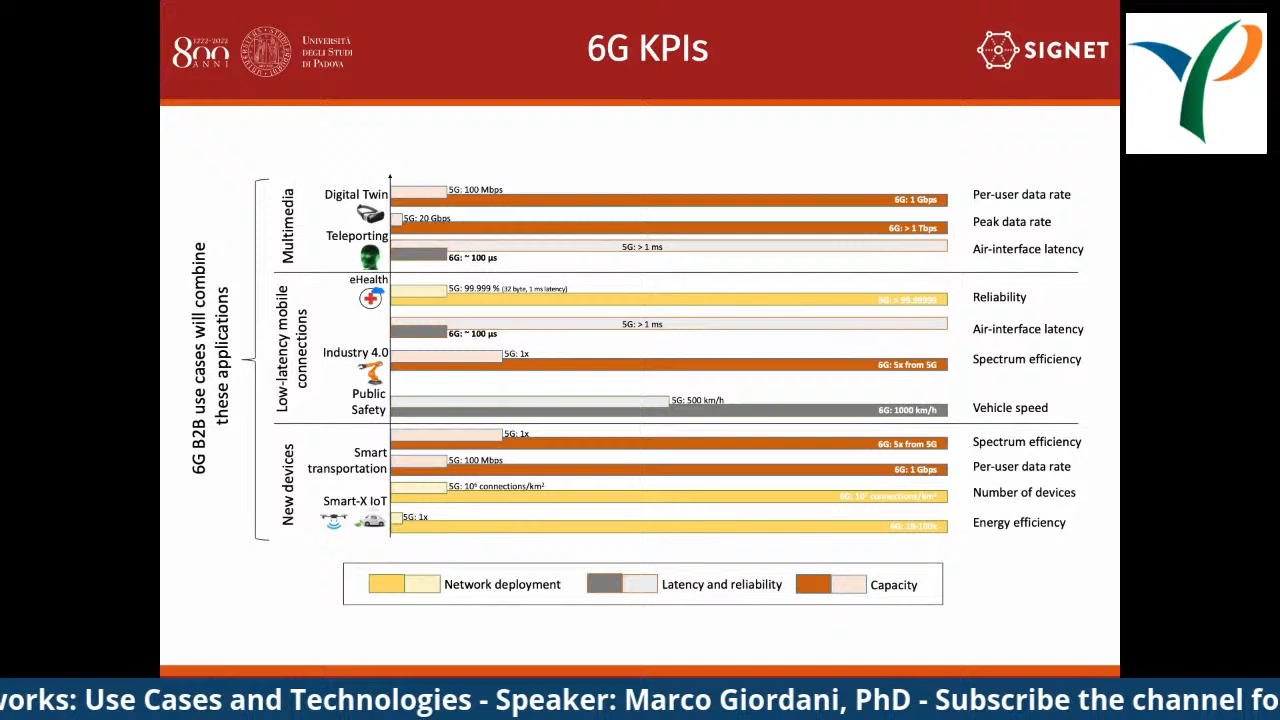 1222-2022
800
ANNI
UNIVERSITÀ
DEGLI STUDI
DI PADOVA
6G KPIs
SIGNET
6G B2B use cases will combine
these applications
Multimedia
Digital Twin
5G: 100 Mbps
6G: 1 Gbps
Per-user data rate
5G: 20 Gbps
6G: > 1 Tbps
Peak data rate
Teleporting
5G: > 1 ms
6G: ~ 100 µs
Air-interface latency
Low-latency mobile
connections
eHealth
5G: 99.999 % (32 byte, 1 ms latency)
6G: > 99.99999
Reliability
5G: > 1 ms
6G: ~ 100 µs
Air-interface latency
Industry 4.0
5G: 1x
6G: 5x from 5G
Spectrum efficiency
Public
Safety
5G: 500 km/h
6G: 1000 km/h
Vehicle speed
New devices
5G: 1x
6G: 5x from 5G
Spectrum efficiency
Smart
transportation
5G: 100 Mbps
6G: 1 Gbps
Per-user data rate
Smart-X IoT
5G: connections/km²
6G: connections/km²
Number of devices
5G: 1x
6G: 10-100x
Energy efficiency
Network deployment
Latency and reliability
Capacity
works: Use Cases and Technologies - Speaker: Marco Giordani, PhD - Subscribe the channel fo